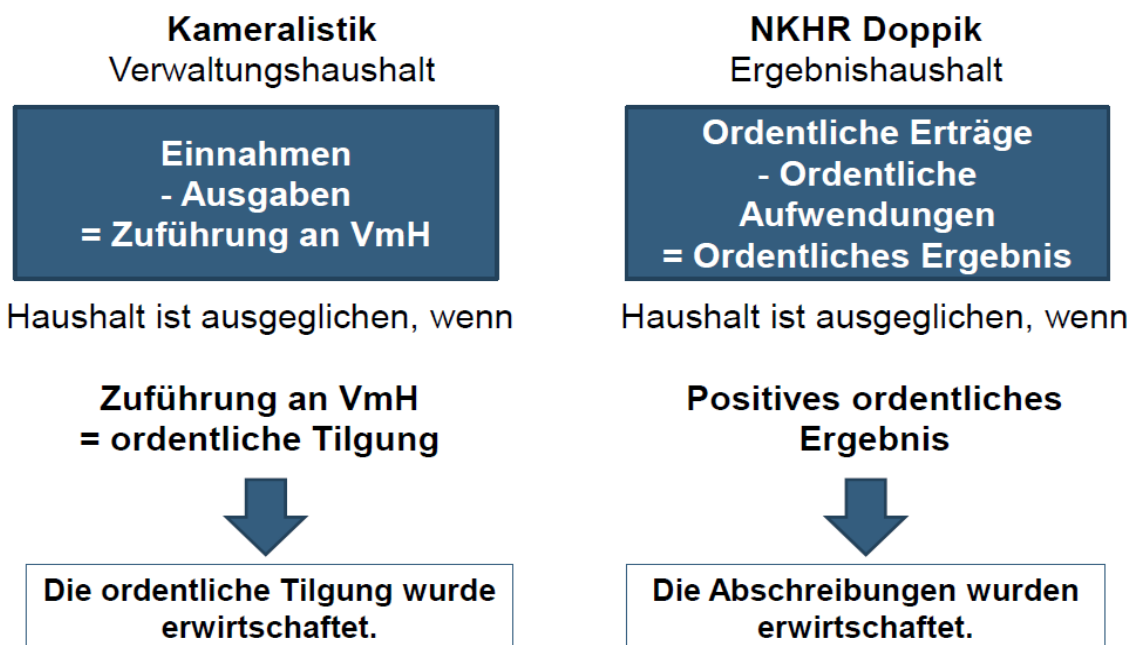 Kameralistik
Verwaltungshaushalt
Einnahmen
- Ausgaben
= Zuführung an VmH
Haushalt ist ausgeglichen, wenn
Zuführung an VmH
= ordentliche Tilgung
Die ordentliche Tilgung wurde
erwirtschaftet.
NKHR Doppik
Ergebnishaushalt
Ordentliche Erträge
- Ordentliche
Aufwendungen
= Ordentliches Ergebnis
Haushalt ist ausgeglichen, wenn
Positives ordentliches
Ergebnis
Die Abschreibungen wurden
erwirtschaftet.